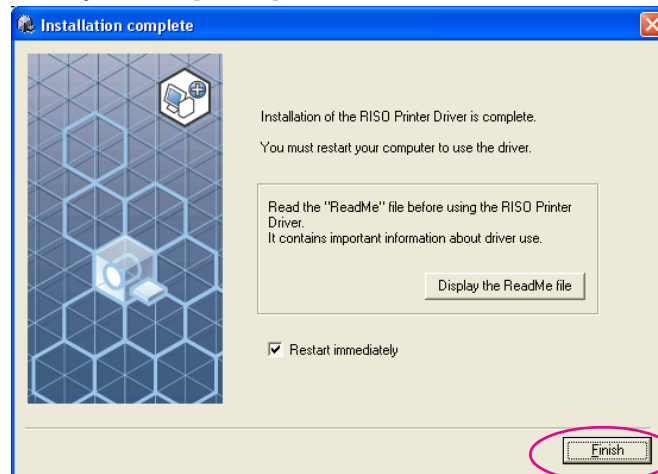 Installation complete
Installation of the RISO Printer Driver is complete.
You must restart your computer to use the driver.
Read the "ReadMe" file before using the RISO Printer
Driver.
It contains important information about driver use.
Display the ReadMe file
Restart immediately
Finish